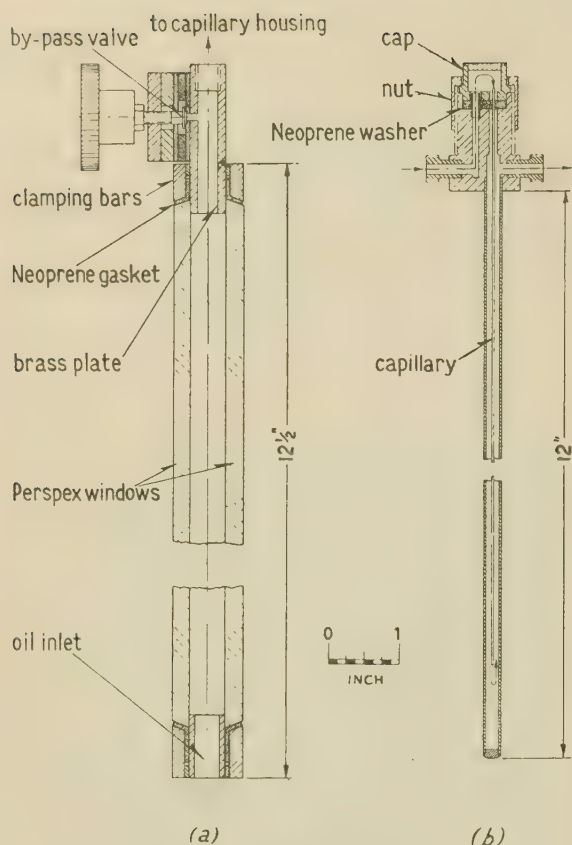 to capillary housing
by-pass valve
clamping bars
Neoprene gasket
brass plate
Perspex windows
oil inlet
12½"
cap
nut
Neoprene washer
capillary
12"
0 1
INCH
(a)
(b)